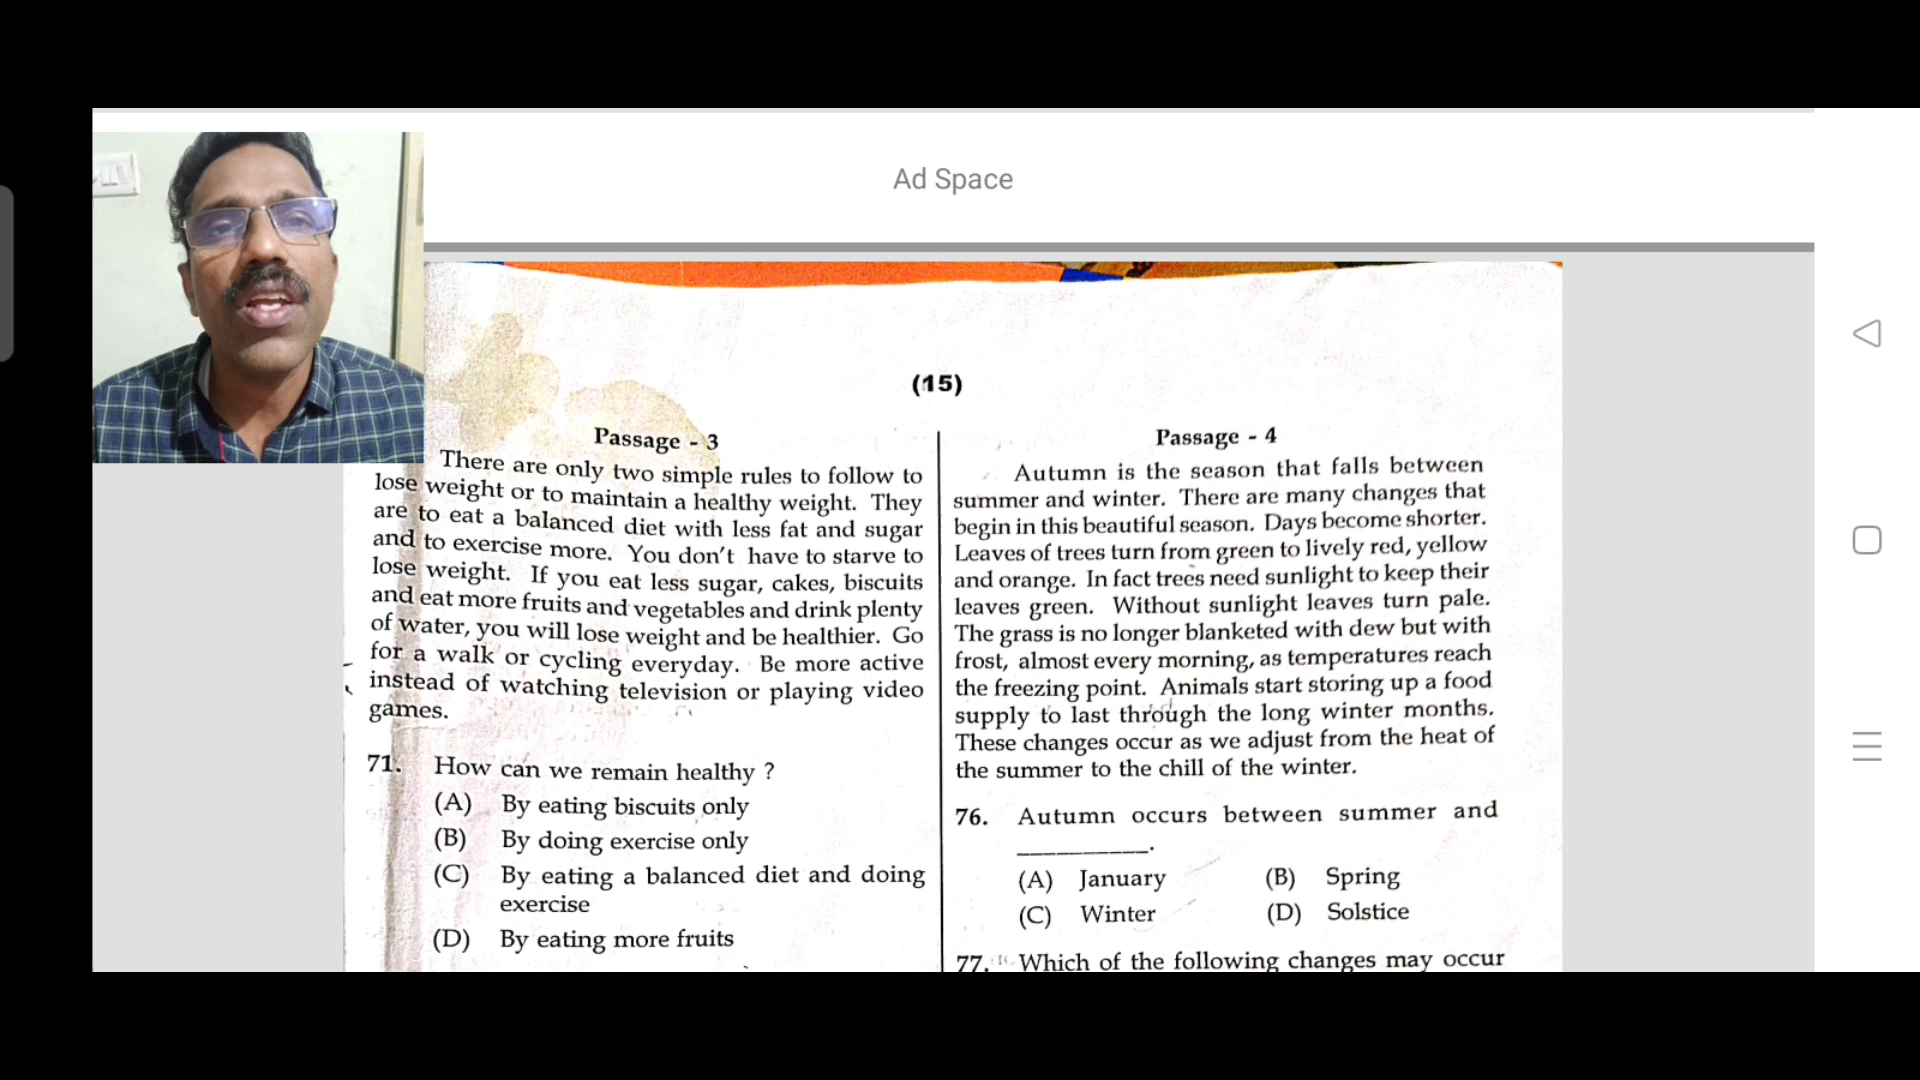 Ad Space
(15)
Passage - 3
There are only two simple rules to follow to
lose weight or to maintain a healthy weight. They
are to eat a balanced diet with less fat and sugar
and to exercise more. You don't have to starve to
lose weight. If you eat less sugar, cakes, biscuits
and eat more fruits and vegetables and drink plenty
of water, you will lose weight and be healthier. Go
for a walk or cycling everyday. Be more active
instead of watching television or playing video
games.
71. How can we remain healthy ?
(A) By eating biscuits only
(B) By doing exercise only
(C) By eating a balanced diet and doing
exercise
(D) By eating more fruits
Passage - 4
Autumn is the season that falls between
summer and winter. There are many changes that
begin in this beautiful season. Days become shorter.
Leaves of trees turn from green to lively red, yellow
and orange. In fact trees need sunlight to keep their
leaves green. Without sunlight leaves turn pale.
The grass is no longer blanketed with dew but with
frost, almost every morning, as temperatures reach
the freezing point. Animals start storing up a food
supply to last through the long winter months.
These changes occur as we adjust from the heat of
the summer to the chill of the winter.
76. Autumn occurs between summer and
__________.
(A) January (B) Spring
(C) Winter (D) Solstice
77. Which of the following changes may occur